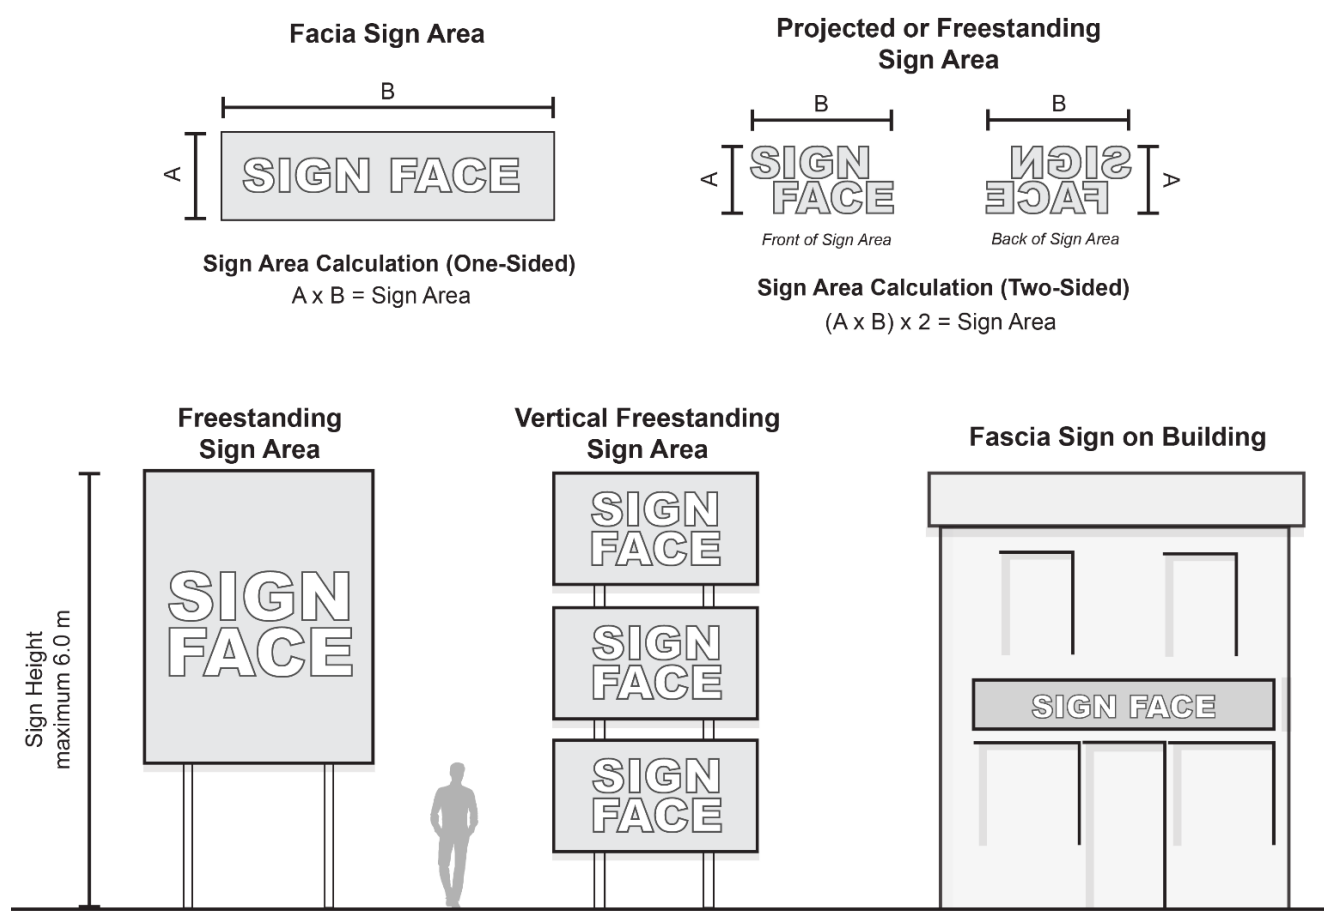 Facia Sign Area
B
A
SIGN FACE
Sign Area Calculation (One-Sided)
A x B = Sign Area
Projected or Freestanding
Sign Area
B
B
A
SIGN
FACE
SIGN
FACE
A
Front of Sign Area
Back of Sign Area
Sign Area Calculation (Two-Sided)
(A x B) x 2 = Sign Area
Freestanding
Sign Area
Sign Height
maximum 6.0 m
SIGN
FACE
Vertical Freestanding
Sign Area
SIGN
FACE
SIGN
FACE
SIGN
FACE
Fascia Sign on Building
SIGN FACE